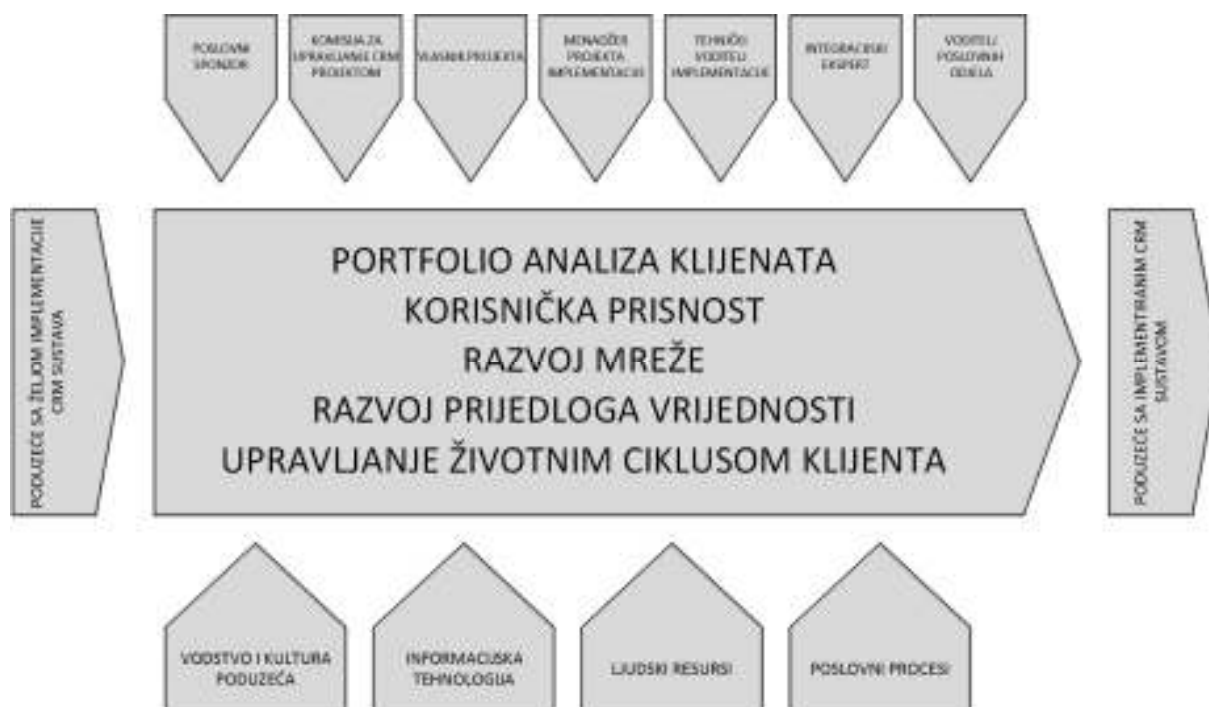 POSLOVNI
SPONZOR
KOMISIJA ZA
UPRAVLJANJE CRM
PROJEKTOM
VLASNIK PROJEKTA
MENADŽER
PROJEKTA
IMPLEMENTACIJE
TEHNIČKI
VODITELJ
IMPLEMENTACIJE
INTEGRACIJSKI
EKSPERT
VODITELJ
POSLOVNIH
ODJELA
PODUZEĆE SA ŽELJOM IMPLEMENTACIJE
CRM SUSTAVA
PORTFOLIO ANALIZA KLIJENATA
KORISNIČKA PRISNOST
RAZVOJ MREŽE
RAZVOJ PRIJEDLOGA VRIJEDNOSTI
UPRAVLJANJE ŽIVOTNIM CIKLUSOM KLIJENTA
PODUZEĆE SA IMPLEMENTIRANIM CRM
SUSTAVOM
VODSTVO I KULTURA
PODUZEĆA
INFORMACIJSKA
TEHNOLOGIJA
LJUDSKI RESURSI
POSLOVNI PROCESI